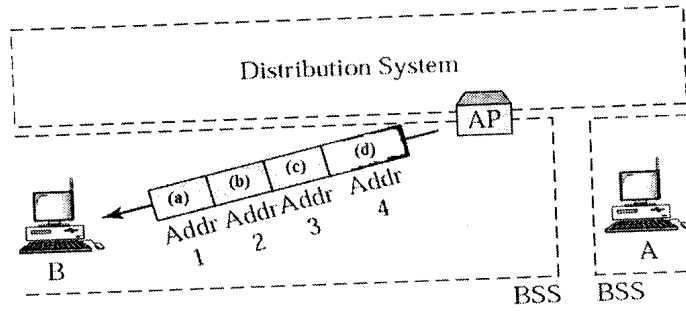 Distribution System
AP
(a) (b) (c) (d)
Addr Addr Addr Addr
1 2 3 4
B
A
BSS BSS